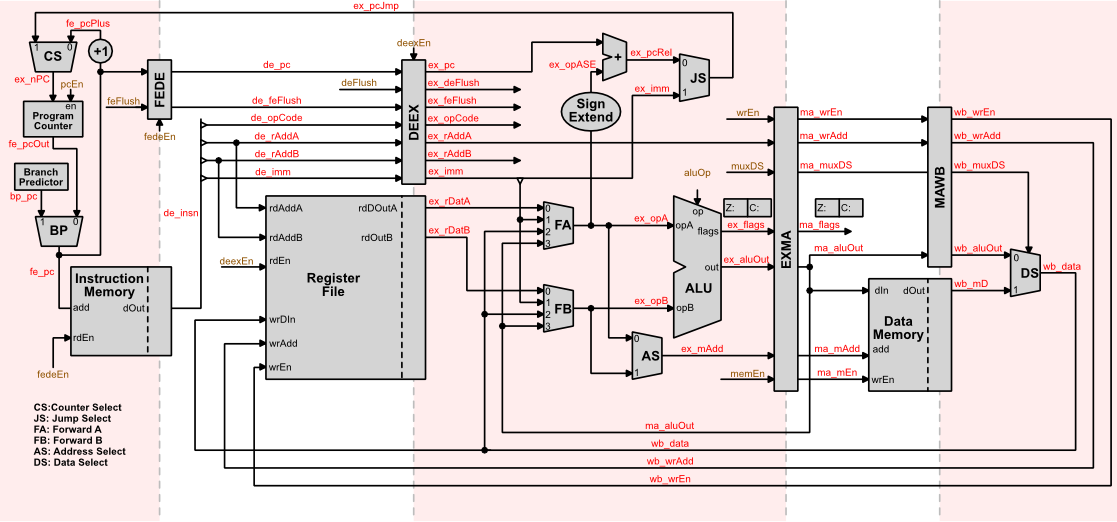 ex_pcJmp
fe_pcPlus
1
0
CS
+1
ex_nPC
pcEn
en
Program
Counter
fe_pcOut
Branch
Predictor
bp_pc
1
0
BP
fe_pc
Instruction
Memory
add
dOut
rdEn
fedeEn
feFlush
FEDE
fedeEn
de_insn
de_pc
deFlush
de_feFlush
de_opCode
de_rAddA
de_rAddB
de_imm
deexEn
DEEX
ex_pc
ex_deFlush
ex_feFlush
ex_opCode
ex_rAddA
ex_rAddB
ex_imm
rdAddA
rdAddB
rdEn
deexEn
Register
File
rdDOutA
rdOutB
wrDIn
wrAdd
wrEn
ex_rDatA
ex_rDatB
0
1
2
3
FA
0
1
2
3
FB
+
ex_opASE
Sign
Extend
ex_pcRel
ex_imm
0
1
JS
ex_opA
ex_opB
aluOp
op
opA
flags
out
opB
ALU
0
1
AS
ex_mAdd
wrEn
muxDS
Z:
C:
ex_flags
ex_aluOut
memEn
EXMA
ma_wrEn
ma_wrAdd
ma_muxDS
Z:
C:
ma_flags
ma_aluOut
ma_mAdd
ma_mEn
dIn
dOut
Data
Memory
add
wrEn
MAWB
wb_wrEn
wb_wrAdd
wb_muxDS
wb_aluOut
wb_mD
0
1
DS
wb_data
ma_aluOut
wb_data
wb_wrAdd
wb_wrEn
CS:Counter Select
JS: Jump Select
FA: Forward A
FB: Forward B
AS: Address Select
DS: Data Select